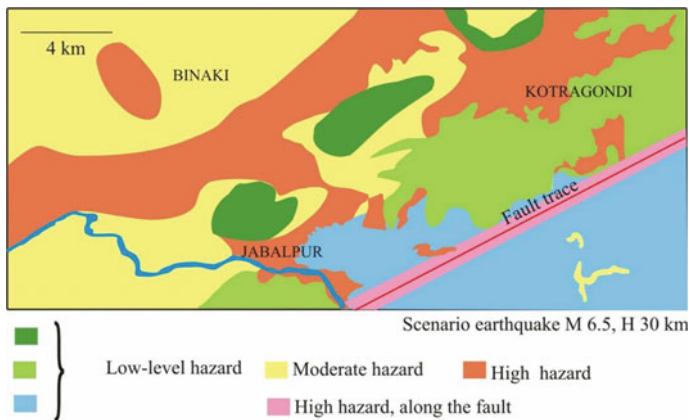 4 km
BINAKI
KOTRAGONDI
Fault trace
JABALPUR
Scenario earthquake M 6.5, H 30 km
Low-level hazard
Moderate hazard
High hazard
High hazard, along the fault